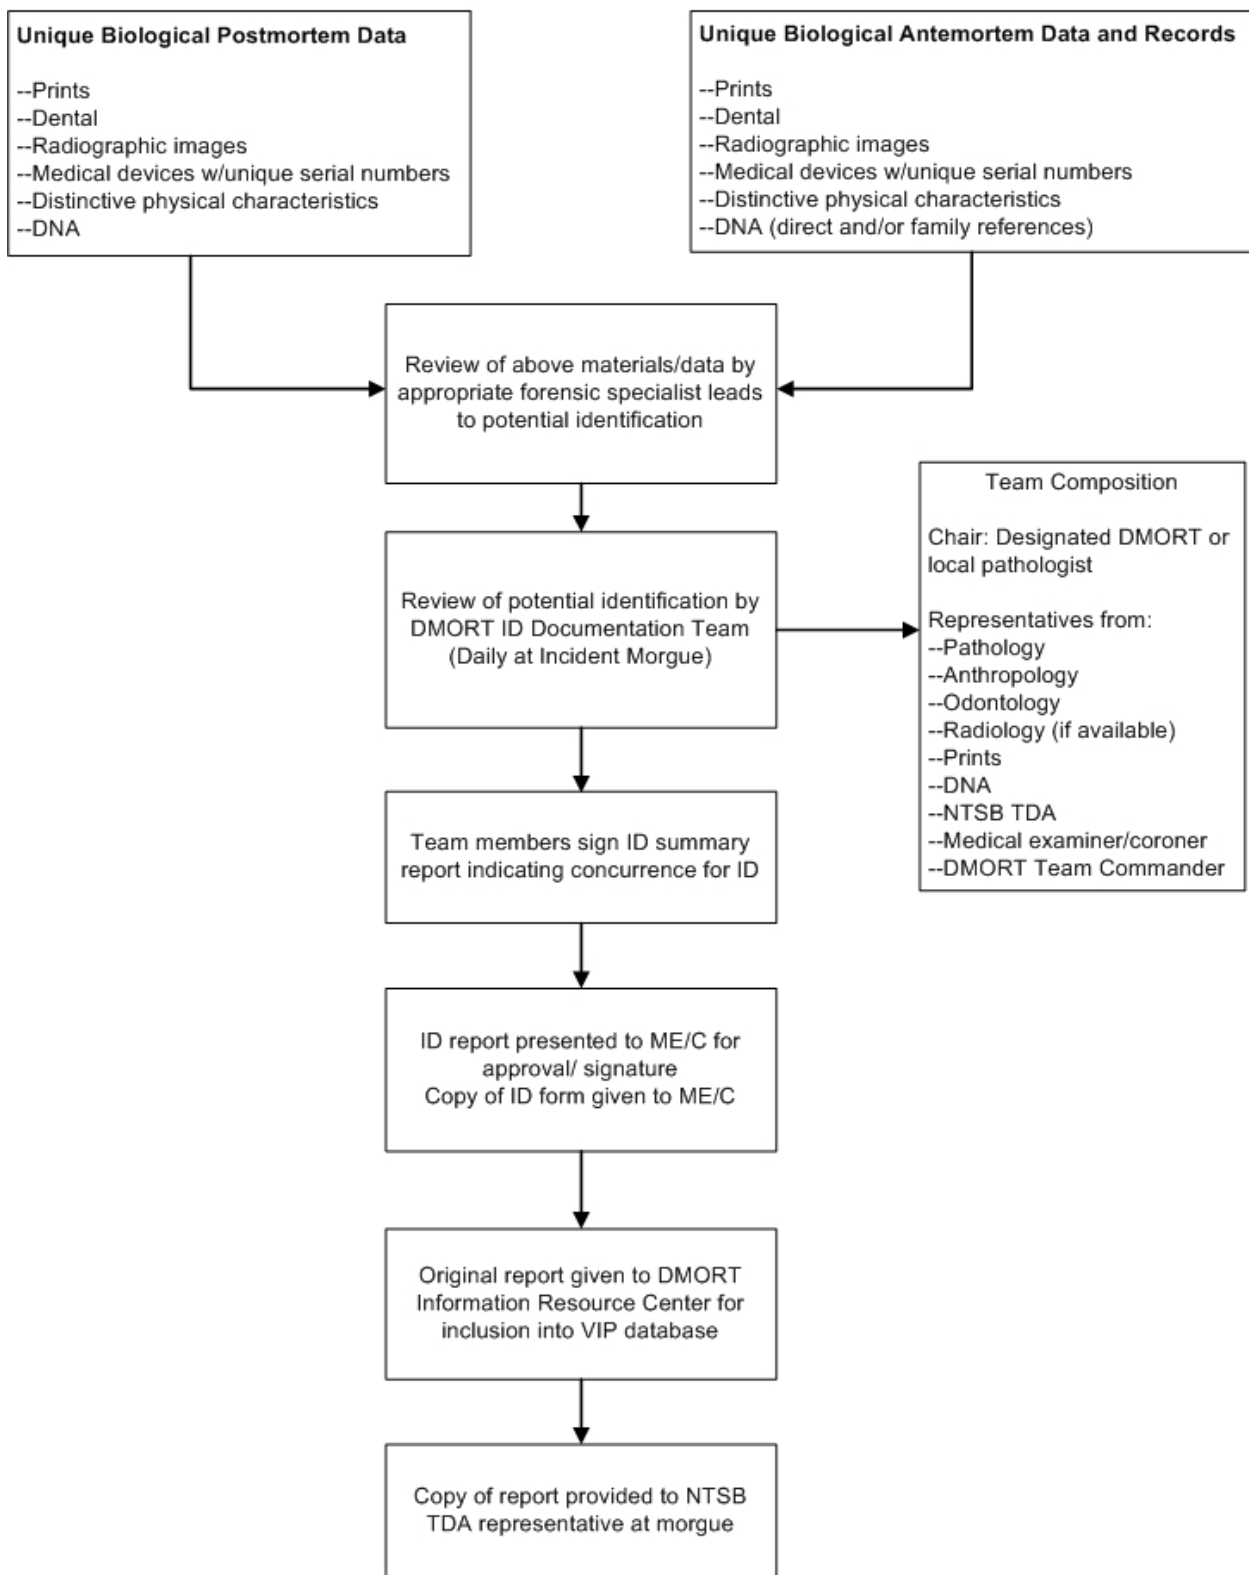 Unique Biological Postmortem Data
--Prints
--Dental
--Radiographic images
--Medical devices w/unique serial numbers
--Distinctive physical characteristics
--DNA
Unique Biological Antemortem Data and Records
--Prints
--Dental
--Radiographic images
--Medical devices w/unique serial numbers
--Distinctive physical characteristics
--DNA (direct and/or family references)
Review of above materials/data by
appropriate forensic specialist leads
to potential identification
Review of potential identification by
DMORT ID Documentation Team
(Daily at Incident Morgue)
Team Composition
Chair: Designated DMORT or
local pathologist
Representatives from:
--Pathology
--Anthropology
--Odontology
--Radiology (if available)
--Prints
--DNA
--NTSB TDA
--Medical examiner/coroner
--DMORT Team Commander
Team members sign ID summary
report indicating concurrence for ID
ID report presented to ME/C for
approval/ signature
Copy of ID form given to ME/C
Original report given to DMORT
Information Resource Center for
inclusion into VIP database
Copy of report provided to NTSB
TDA representative at morgue